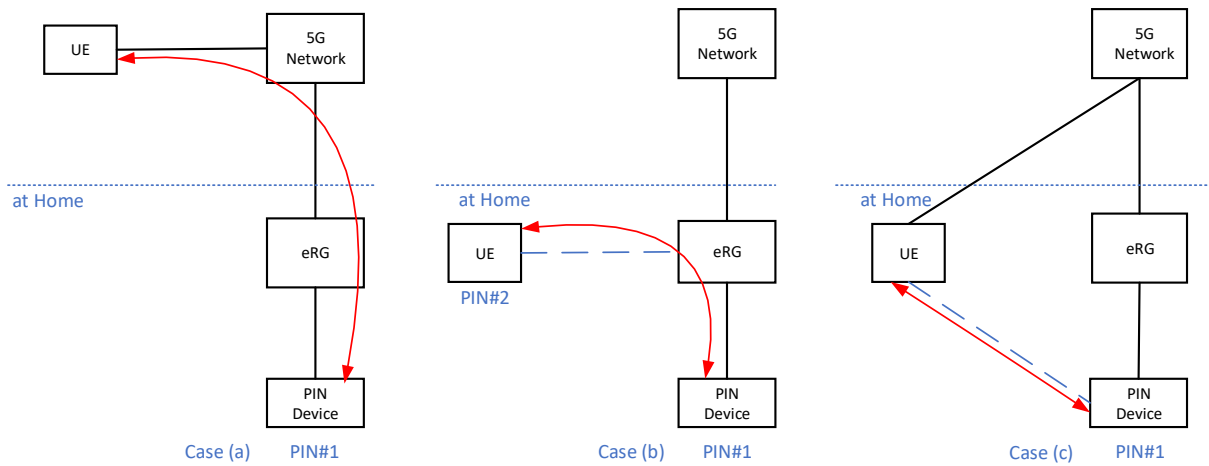 UE
5G
Network
at Home
eRG
PIN
Device
Case (a)
PIN#1
5G
Network
at Home
UE
PIN#2
eRG
PIN
Device
Case (b)
PIN#1
5G
Network
at Home
UE
eRG
PIN
Device
Case (c)
PIN#1